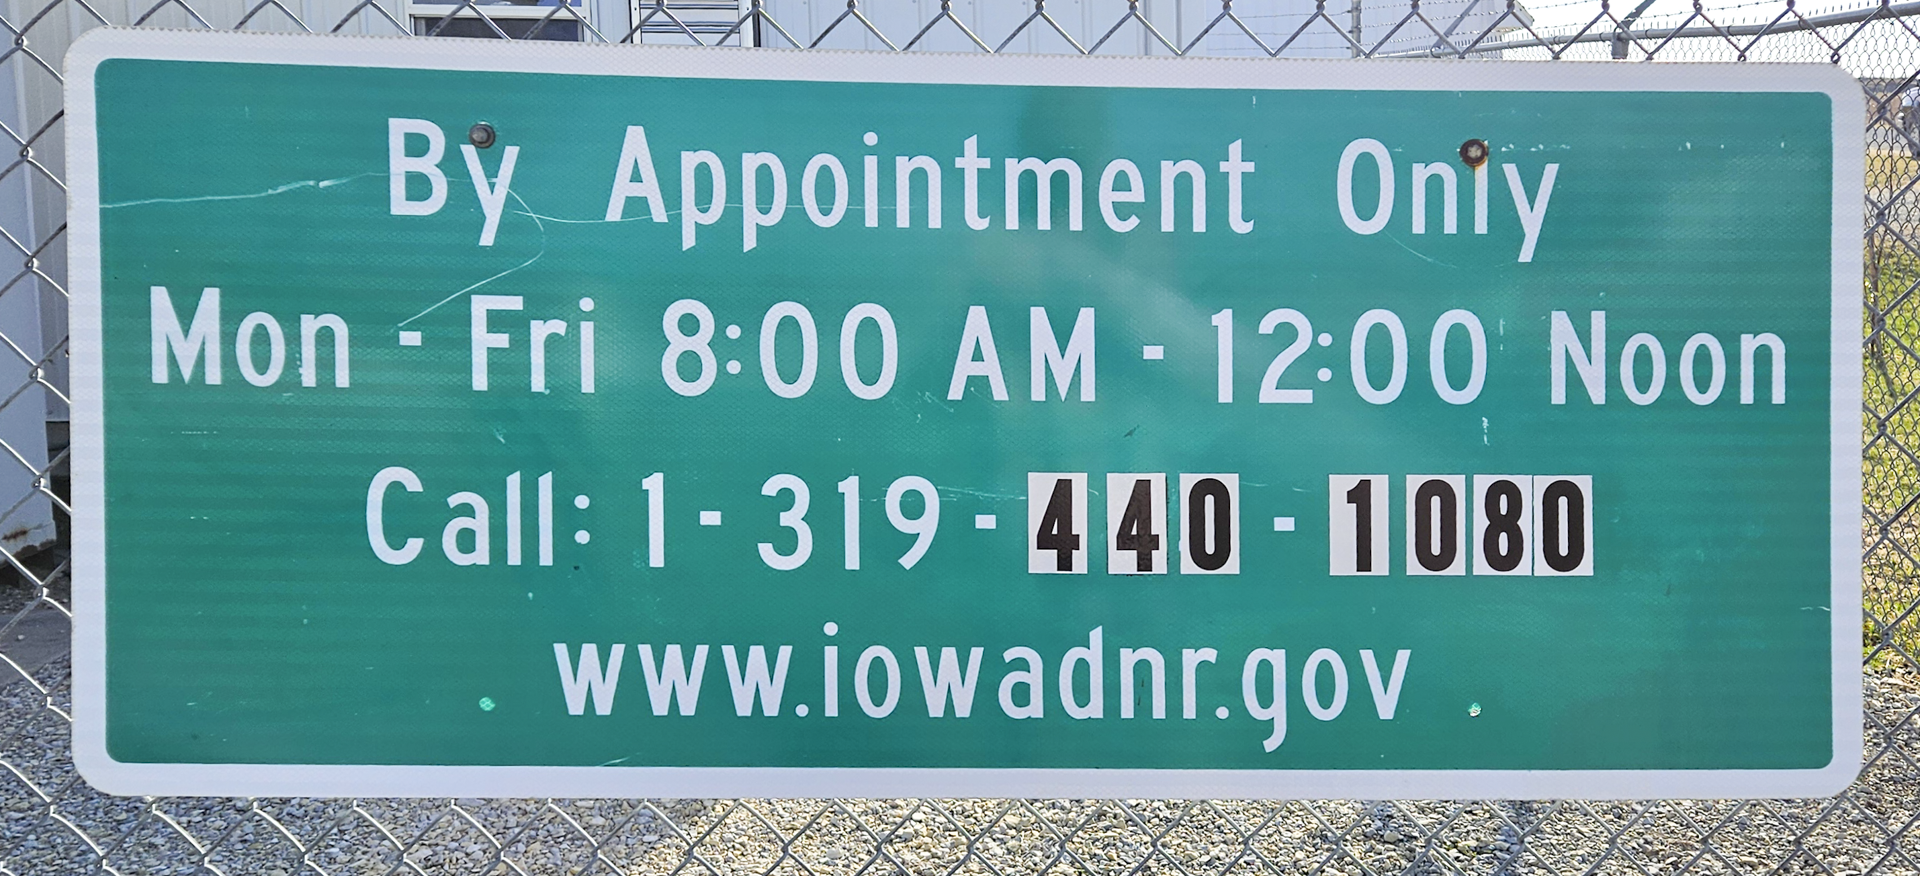 By Appointment Only
Mon - Fri 8:00 AM - 12:00 Noon
Call: 1 - 319 - 440 - 1080
www.iowadnr.gov